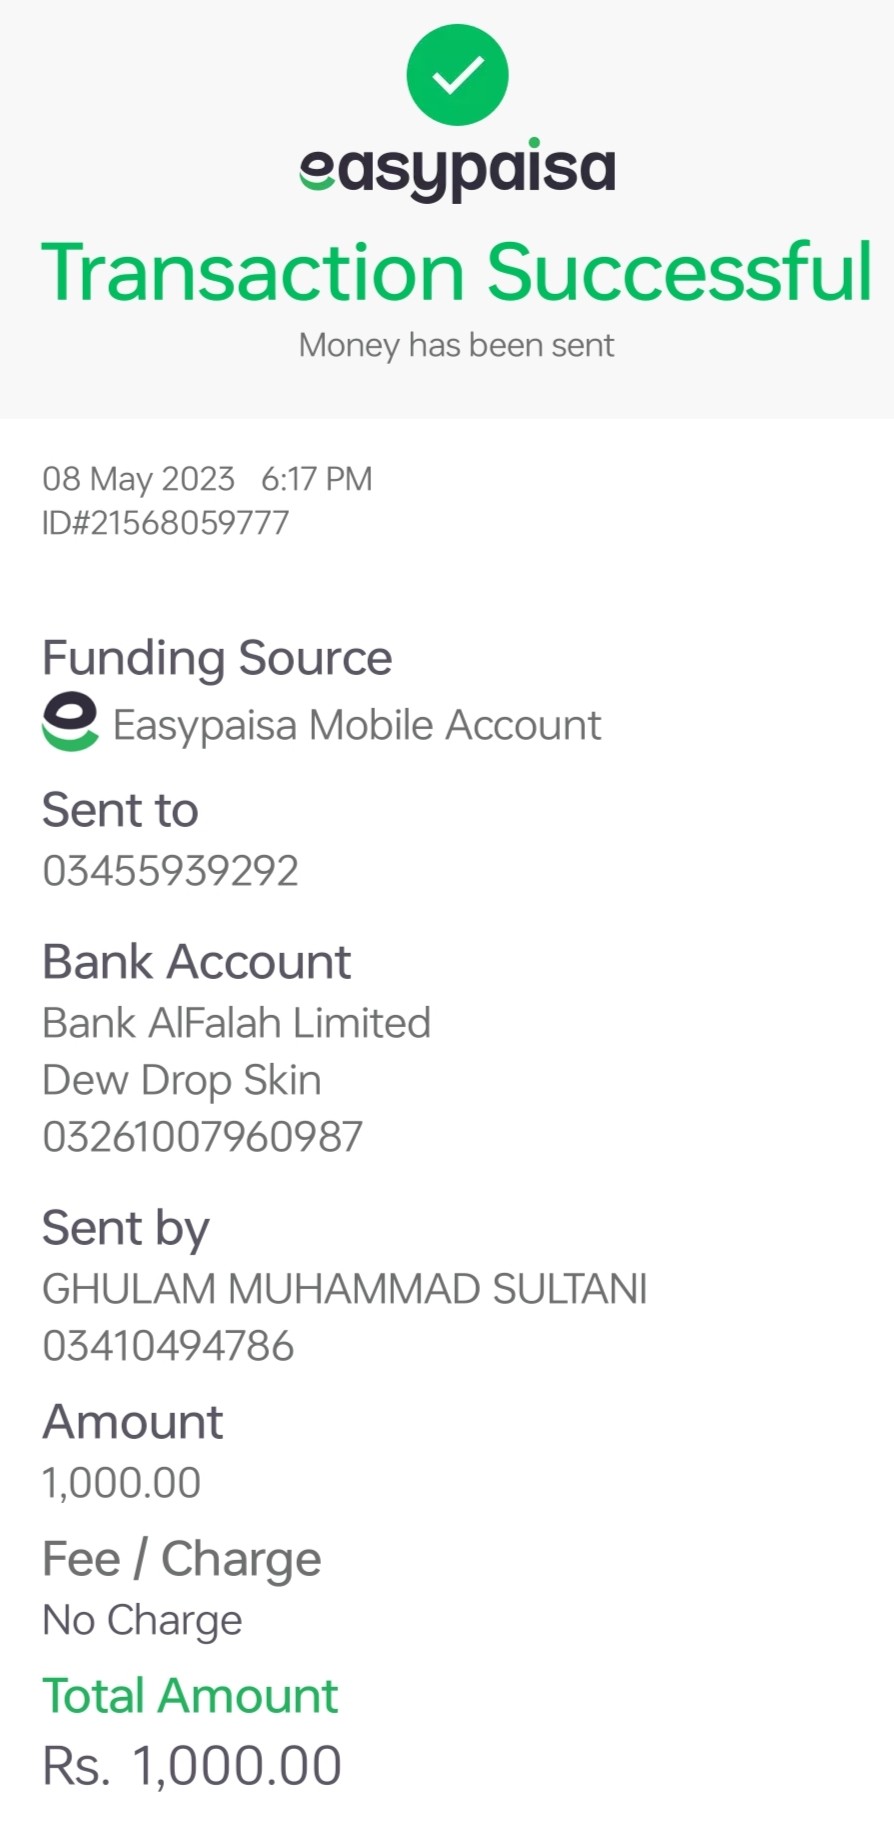 easypaisa
Transaction Successful
Money has been sent
08 May 2023 6:17 PM
ID#21568059777
Funding Source
Easypaisa Mobile Account
Sent to
03455939292
Bank Account
Bank AlFalah Limited
Dew Drop Skin
03261007960987
Sent by
GHULAM MUHAMMAD SULTANI
03410494786
Amount
1,000.00
Fee / Charge
No Charge
Total Amount
Rs. 1,000.00